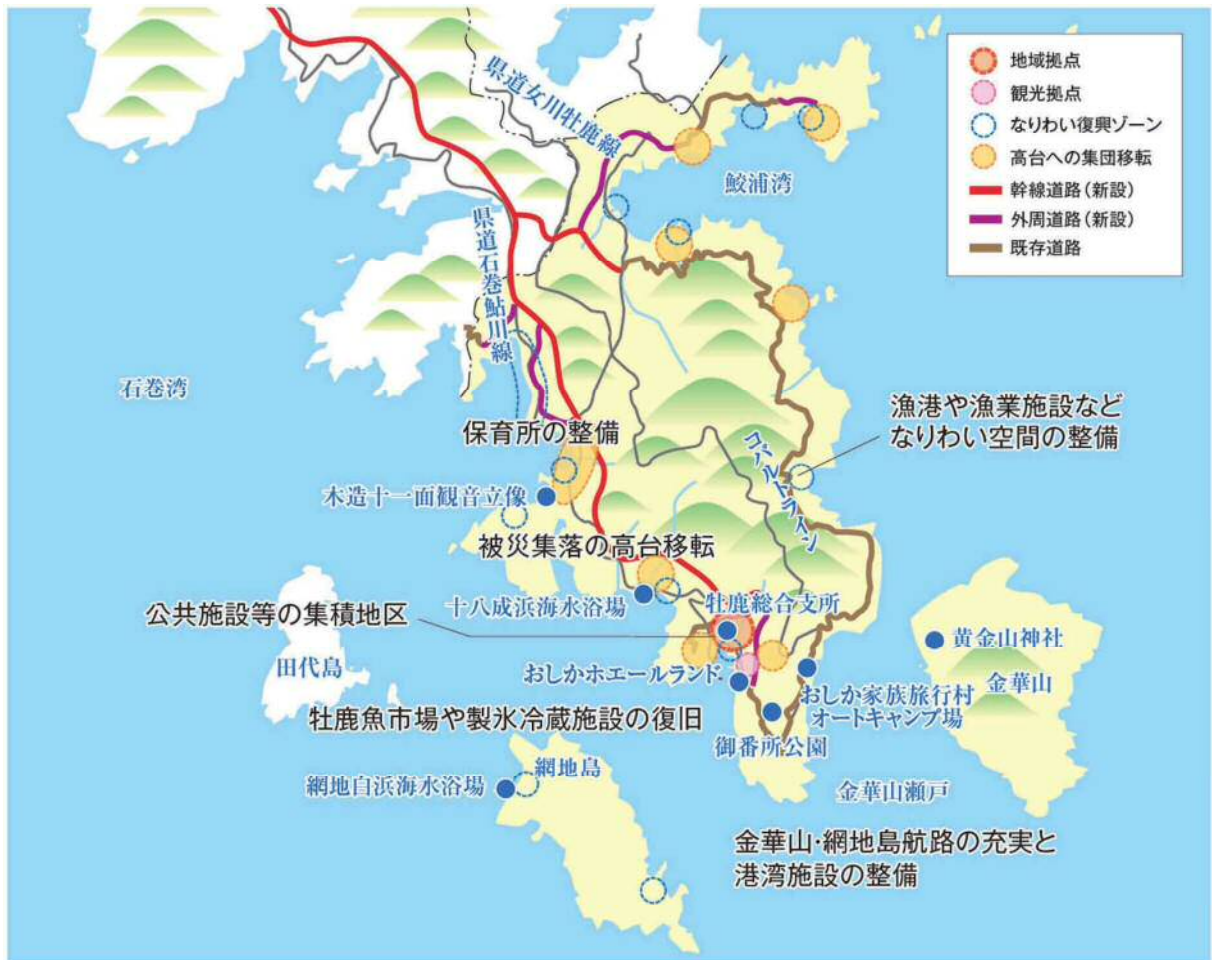 地域拠点
観光拠点
なりわい復興ゾーン
高台への集団移転
幹線道路(新設)
外周道路(新設)
既存道路
県道女川牡鹿線
鮫浦湾
県道石巻鮎川線
石巻湾
漁港や漁業施設など
なりわい空間の整備
保育所の整備
コバルトライン
木造十一面観音立像
被災集落の高台移転
十八成浜海水浴場
牡鹿総合支所
公共施設等の集積地区
黄金山神社
田代島
おしかホエールランド
金華山
おしか家族旅行村
オートキャンプ場
牡鹿魚市場や製氷冷蔵施設の復旧
御番所公園
網地島
網地白浜海水浴場
金華山瀬戸
金華山·網地島航路の充実と
港湾施設の整備